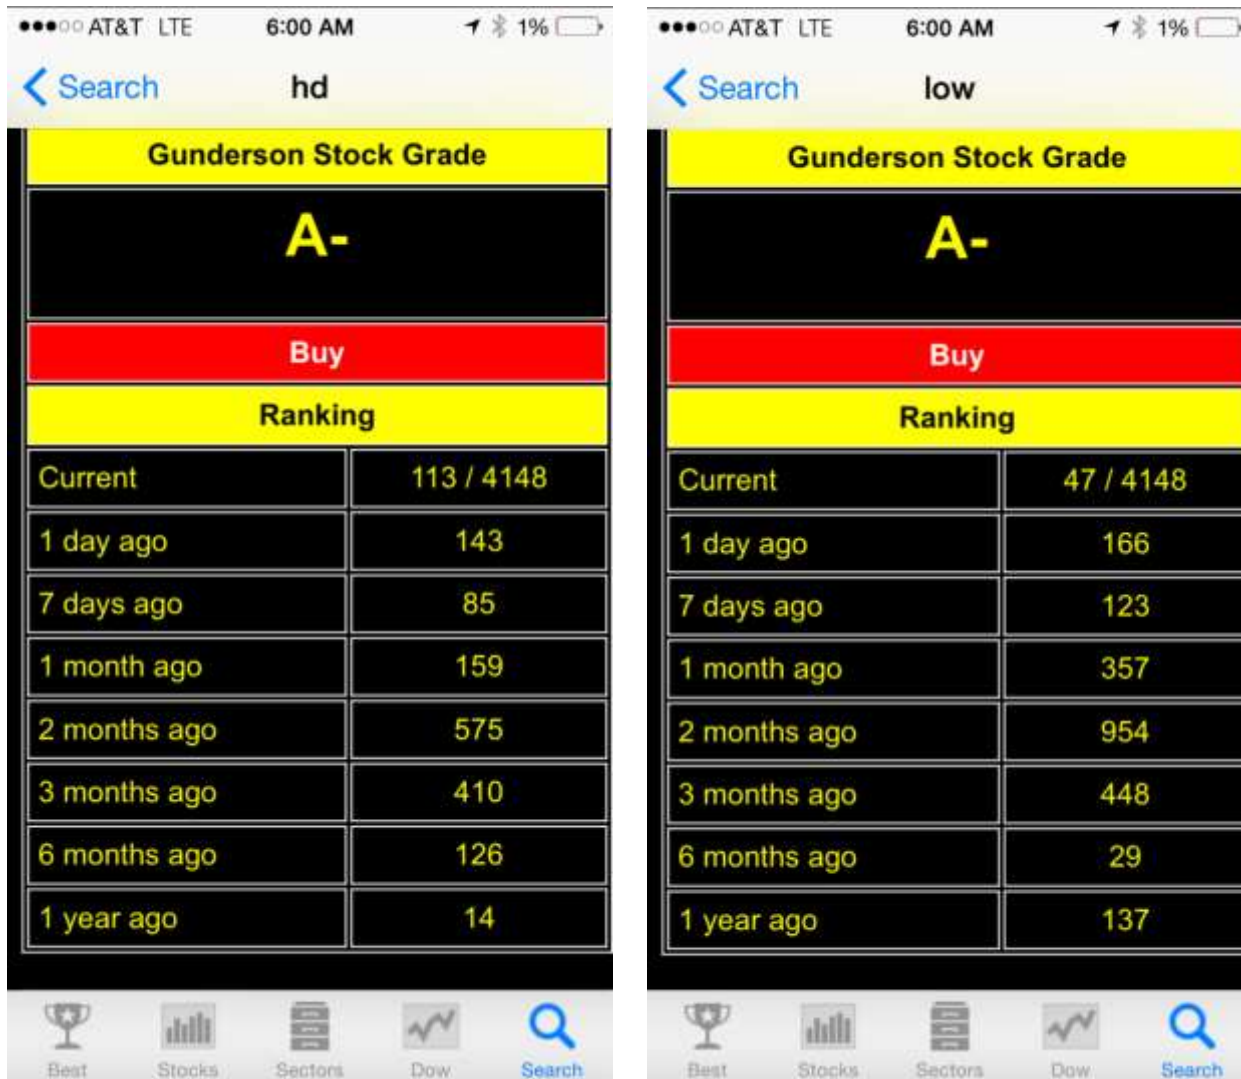 AT&T LTE 6:00 AM 1%
Search hd
Gunderson Stock Grade
A-
Buy
Ranking
Current 113 / 4148
1 day ago 143
7 days ago 85
1 month ago 159
2 months ago 575
3 months ago 410
6 months ago 126
1 year ago 14
Best Stocks Sectors Dow Search
AT&T LTE 6:00 AM 1%
Search low
Gunderson Stock Grade
A-
Buy
Ranking
Current 47 / 4148
1 day ago 166
7 days ago 123
1 month ago 357
2 months ago 954
3 months ago 448
6 months ago 29
1 year ago 137
Best Stocks Sectors Dow Search